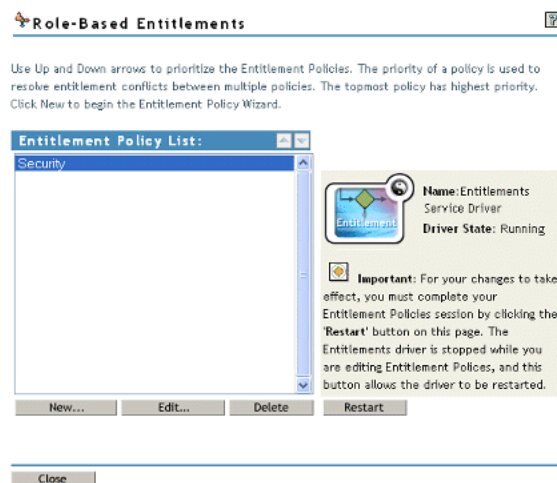 Role-Based Entitlements
?
Use Up and Down arrows to prioritize the Entitlement Policies. The priority of a policy is used to
resolve entitlement conflicts between multiple policies. The topmost policy has highest priority.
Click New to begin the Entitlement Policy Wizard.
Entitlement Policy List:
Security
Entitlement
Name:Entitlements
Service Driver
Driver State: Running
Important: For your changes to take
effect, you must complete your
Entitlement Policies session by clicking the
'Restart' button on this page. The
Entitlements driver is stopped while you
are editing Entitlement Polices, and this
button allows the driver to be restarted.
New... Edit... Delete Restart
Close